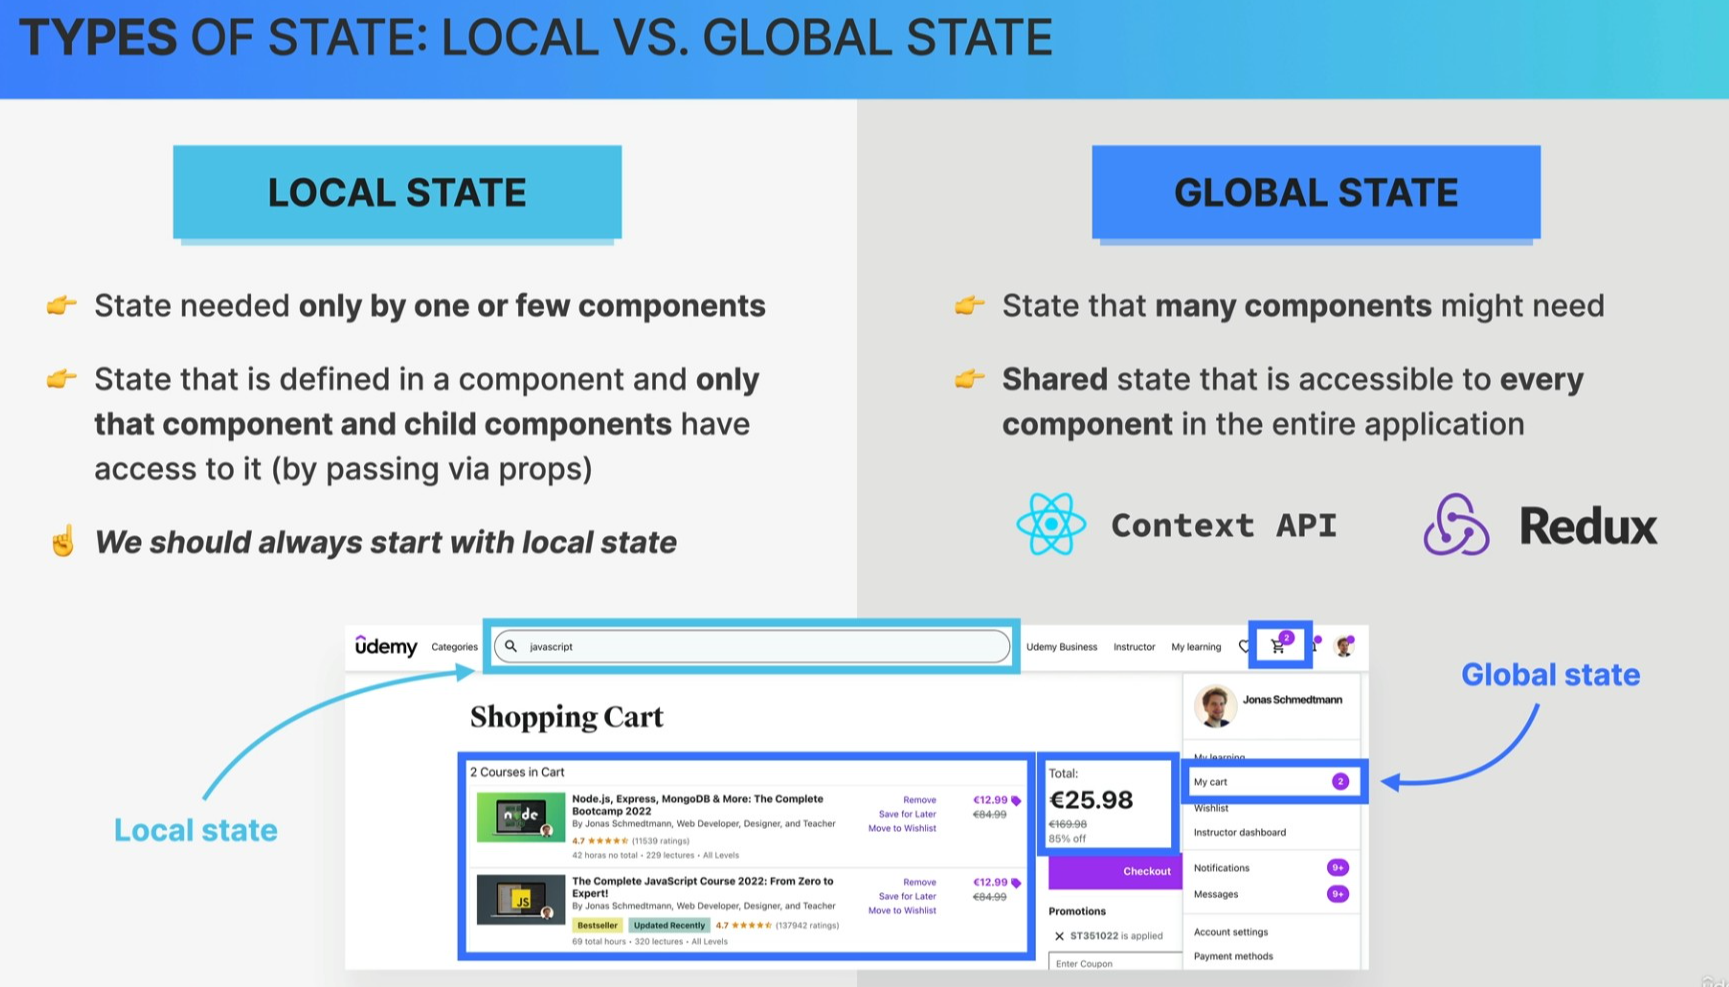 TYPES OF STATE: LOCAL VS. GLOBAL STATE
LOCAL STATE
State needed only by one or few components
State that is defined in a component and only
that component and child components have
access to it (by passing via props)
We should always start with local state
GLOBAL STATE
State that many components might need
Shared state that is accessible to every
component in the entire application
Context API
Redux
Local state
Global state
udemy
Categories
javascript
Udemy Business
Instructor
My learning
2
Shopping Cart
2 Courses in Cart
node
Node.js, Express, MongoDB & More: The Complete
Bootcamp 2022
By Jonas Schmedtmann, Web Developer, Designer, and Teacher
4.7 (11539 ratings)
42 horas no total • 229 lectures • All Levels
Remove
Save for Later
Move to Wishlist
€12.99
€84.99
JS
The Complete JavaScript Course 2022: From Zero to
Expert!
By Jonas Schmedtmann, Web Developer, Designer, and Teacher
Bestseller Updated Recently 4.7 (137942 ratings)
69 total hours • 320 lectures • All Levels
Remove
Save for Later
Move to Wishlist
€12.99
€84.99
Total:
€25.98
€169.98
85% off
Checkout
Promotions
ST351022 is applied
Enter Coupon
Jonas Schmedtmann
My learning
My cart 2
Wishlist
Instructor dashboard
Notifications 9+
Messages 9+
Account settings
Payment methods